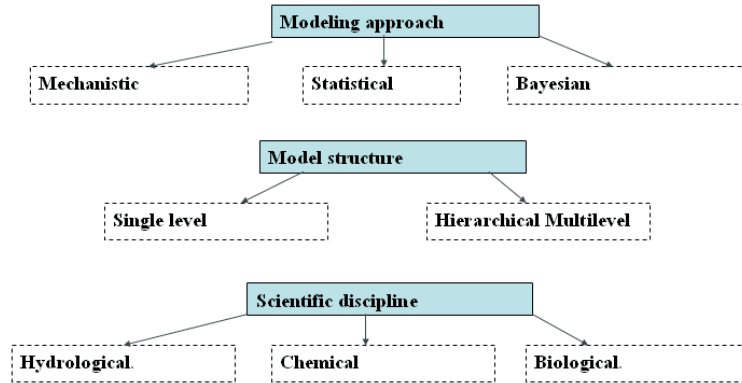 Modeling approach
Mechanistic
Statistical
Bayesian
Model structure
Single level
Hierarchical Multilevel
Scientific discipline
Hydrological.
Chemical
Biological.